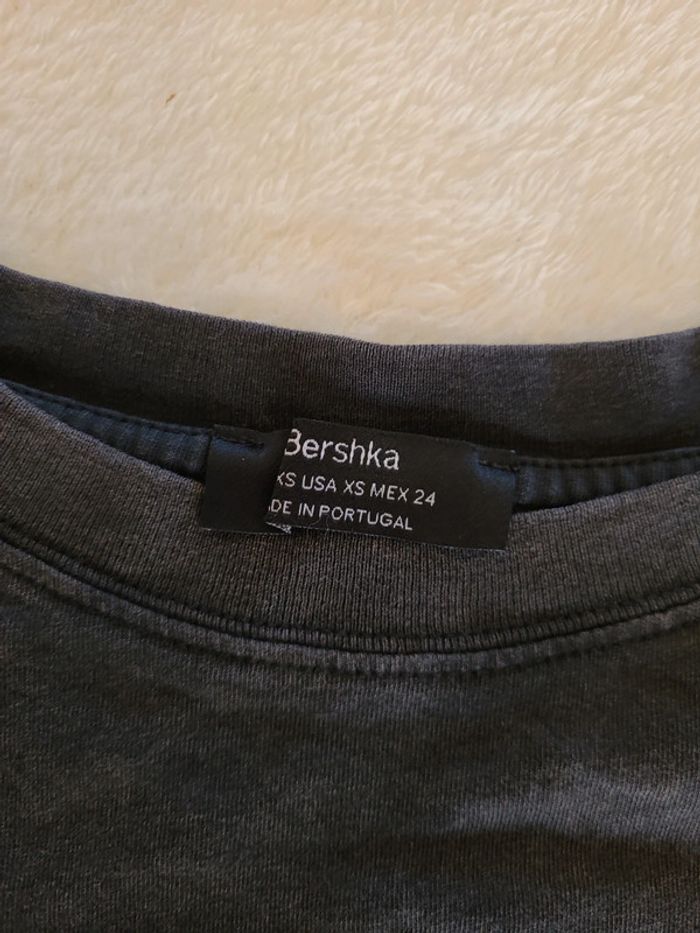 Bershka
XS USA XS MEX 24
DE IN PORTUGAL